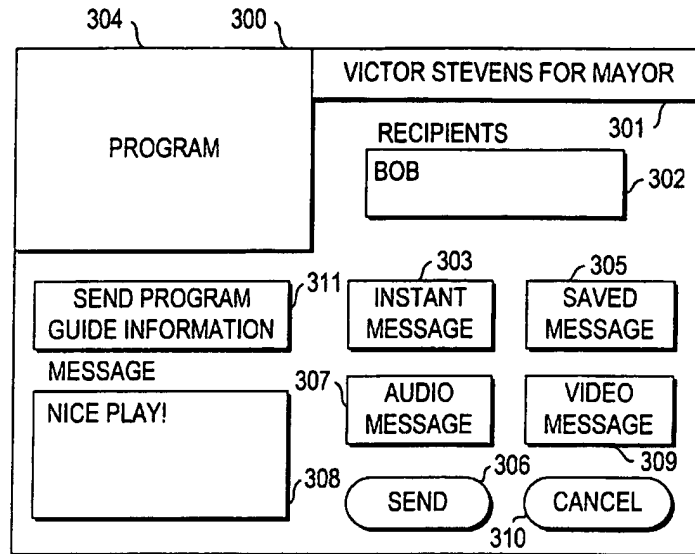 304
300
VICTOR STEVENS FOR MAYOR
301
PROGRAM
RECIPIENTS
BOB
302
311
303
305
SEND PROGRAM
GUIDE INFORMATION
INSTANT
MESSAGE
SAVED
MESSAGE
MESSAGE
NICE PLAY!
308
307
AUDIO
MESSAGE
VIDEO
MESSAGE
309
306
SEND
CANCEL
310